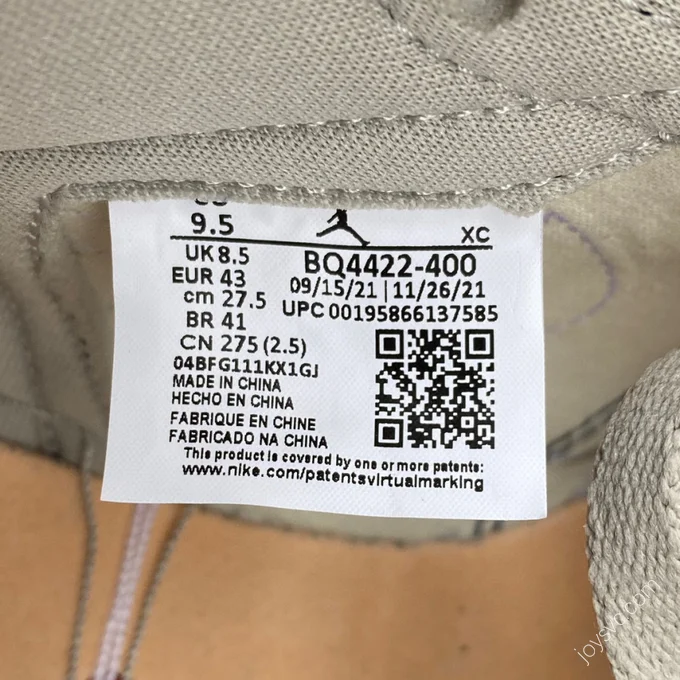 9.5
XC
UK 8.5
EUR 43
cm 27.5
BR 41
CN 275 (2.5)
BQ4422-400
09/15/21 | 11/26/21
UPC 00195866137585
04BFG111KX1GJ
MADE IN CHINA
HECHO EN CHINA
FABRIQUE EN CHINE
FABRICADO NA CHINA
This product is covered by one or more patents:
www.nike.com/patentsvirtualmarking